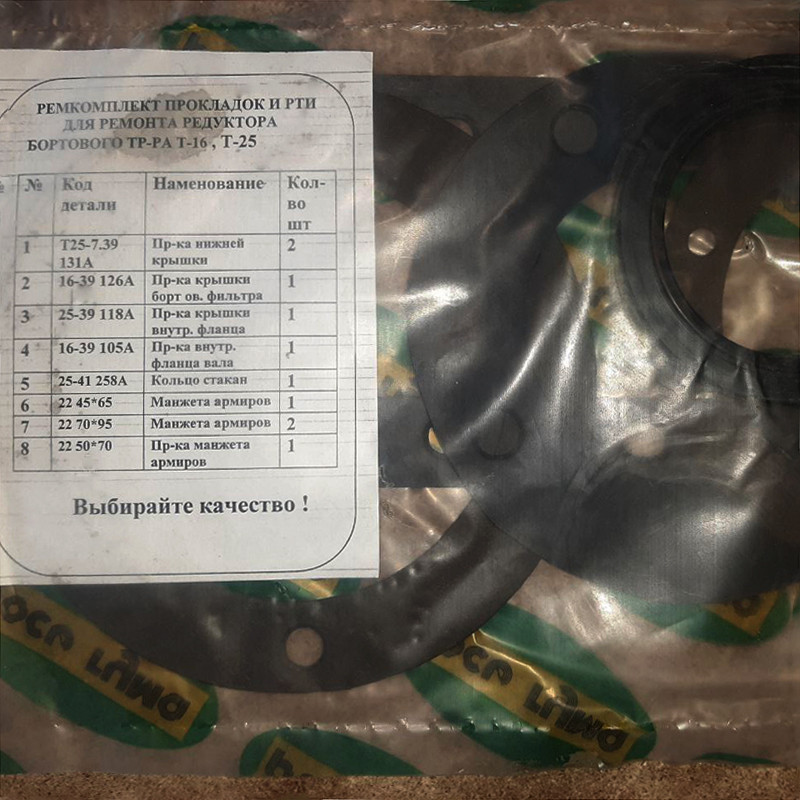 РЕМКОМПЛЕКТ ПРОКЛАДОК И РТИ
ДЛЯ РЕМОНТА РЕДУКТОРА
БОРТОВОГО ТР-РА Т-16 , Т-25
№ Код детали Наменование Кол-во шт
1 Т25-7.39 131А Пр-ка нижней крышки 2
2 16-39 126А Пр-ка крышки борт ов. фильтра 1
3 25-39 118А Пр-ка крышки внутр. фланца 1
4 16-39 105А Пр-ка внутр. фланца вала 1
5 25-41 258А Кольцо стакан 1
6 22 45*65 Манжета армиров 1
7 22 70*95 Манжета армиров 2
8 22 50*70 Пр-ка манжета армиров 1
Выбирайте качество !